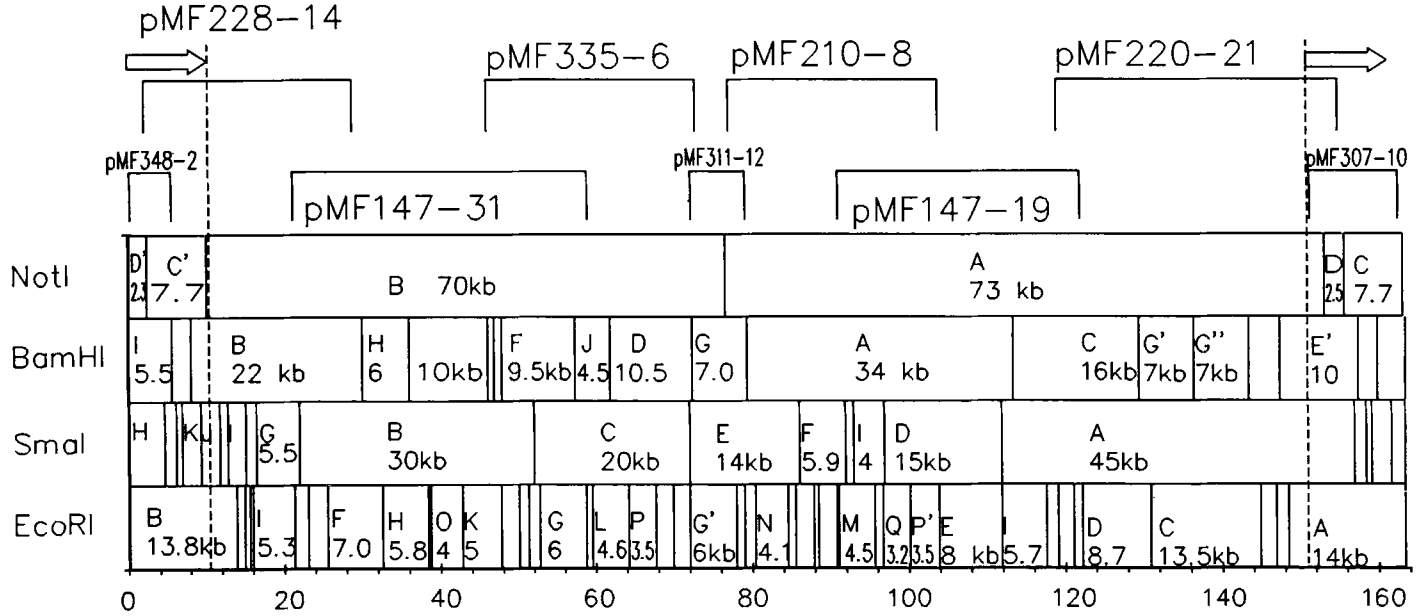 pMF228-14
pMF335-6 pMF210-8 pMF220-21
pMF348-2 pMF311-12 pMF307-10
pMF147-31 pMF147-19
NotI D' 2.3 C' 7.7 B 70kb A 73 kb D 2.5 C 7.7
BamHI I 5.5 B 22 kb H 6 10kb F 9.5kb J 4.5 D 10.5 G 7.0 A 34 kb C 16kb G' 7kb G'' 7kb E' 10
SmaI H K J I G 5.5 B 30kb C 20kb E 14kb F 5.9 I 4 D 15kb A 45kb
EcoRI B 13.8kb I 5.3 F 7.0 H 5.8 O 4 K 5 G 6 L 4.6 P 3.5 G' 6kb N 4.1 M 4.5 Q 3.2 P' 3.5 E 8 kb I 5.7 D 8.7 C 13.5kb A 14kb
0 20 40 60 80 100 120 140 160